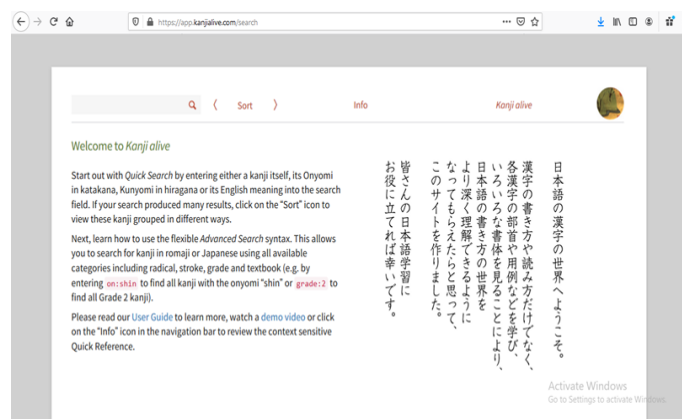 https://app.kanjialive.com/search
Sort
Info
Kanji alive
Welcome to Kanji alive
Start out with Quick Search by entering either a kanji itself, its Onyomi
in katakana, Kunyomi in hiragana or its English meaning into the search
field. If your search produced many results, click on the "Sort" icon to
view these kanji grouped in different ways.
Next, learn how to use the flexible Advanced Search syntax. This allows
you to search for kanji in romaji or Japanese using all available
categories including radical, stroke, grade and textbook (e.g. by
entering on:shin to find all kanji with the onyomi "shin" or grade:2 to
find all Grade 2 kanji).
Please read our User Guide to learn more, watch a demo video or click
on the "Info" icon in the navigation bar to review the context sensitive
Quick Reference.
日本語の漢字の世界へようこそ。
漢字の書き方や読み方だけでなく、
各漢字の部首や用例などを学び、
いろいろな書体を見ることにより、
日本語の書き方の世界を
より深く理解できるように
なってもらえたらと思って、
このサイトを作りました。
皆さんの日本語学習に
お役に立てれば幸いです。
Activate Windows
Go to Settings to activate Windows.